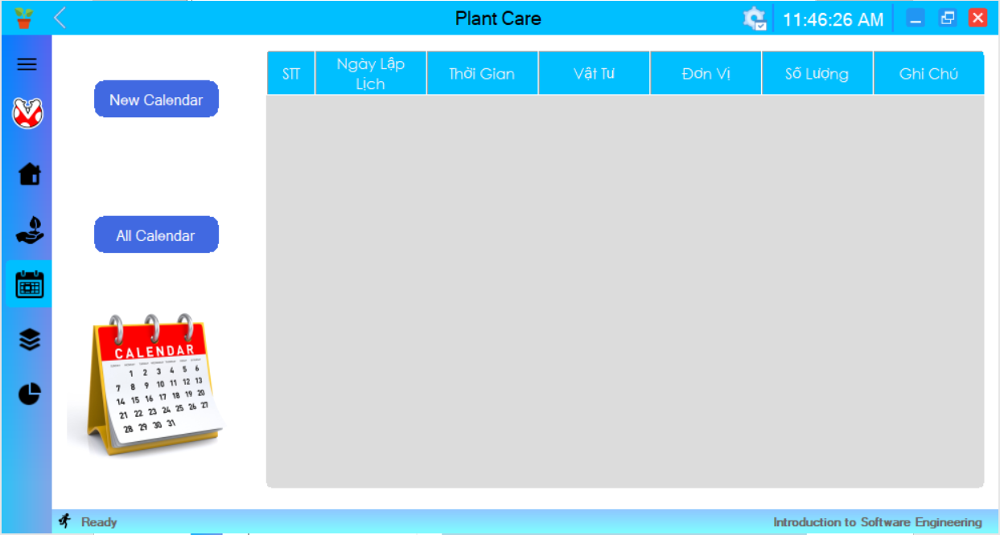 Plant Care
11:46:26 AM
New Calendar
All Calendar
STT
Ngày Lập
Lịch
Thời Gian
Vật Tư
Đơn Vị
Số Lượng
Ghi Chú
CALENDAR
1 2 3 4 5 6
7 8 9 10 11 12 13
14 15 16 17 18 19 20
21 22 23 24 25 26 27
28 29 30 31
Ready
Introduction to Software Engineering